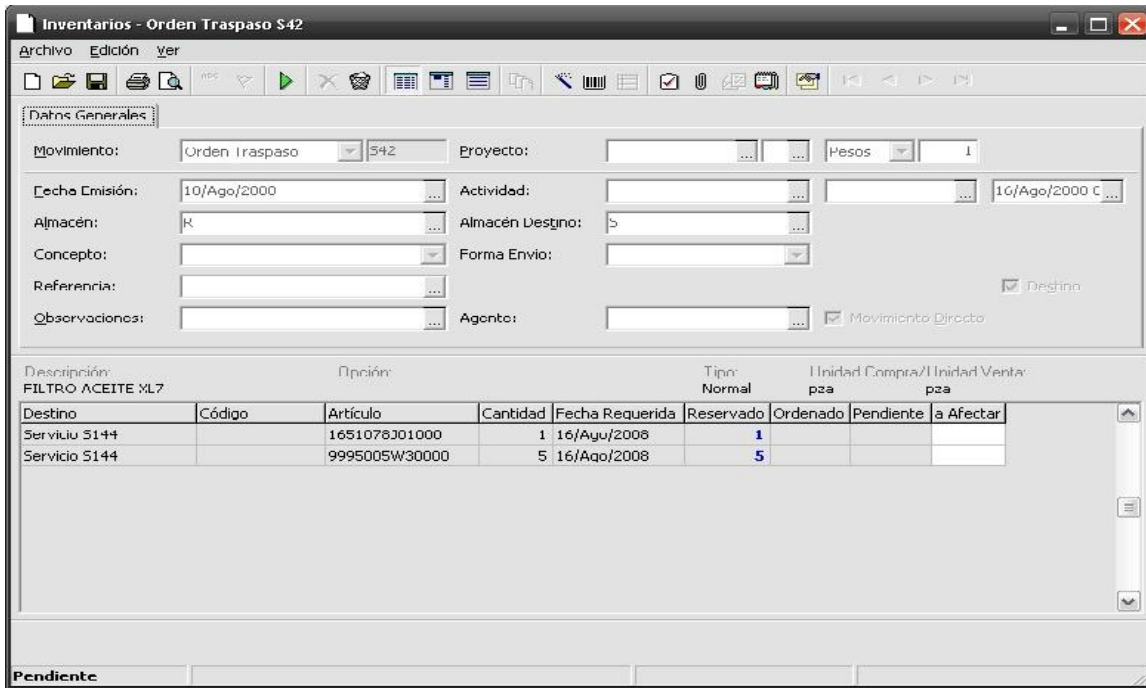 Inventarios - Orden Traspaso S42
Archivo Edición Ver
Datos Generales
Movimiento: Orden Traspaso S42 Proyecto: Pesos 1
Fecha Emisión: 10/Ago/2000 Actividad: 16/Ago/2000
Almacén: R Almacén Destino: S
Concepto: Forma Envio:
Referencia: Destino
Observaciones: Agente: Movimiento Directo
Descripción: Opción: Tipo: Unidad Compra/Unidad Venta:
FILTRO ACEITE XL7 Normal pza pza
Destino Código Artículo Cantidad Fecha Requerida Reservado Ordenado Pendiente a Afectar
Servicio S144 1651078J01000 1 16/Ago/2008 1
Servicio S144 9995005W30000 5 16/Ago/2008 5
Pendiente